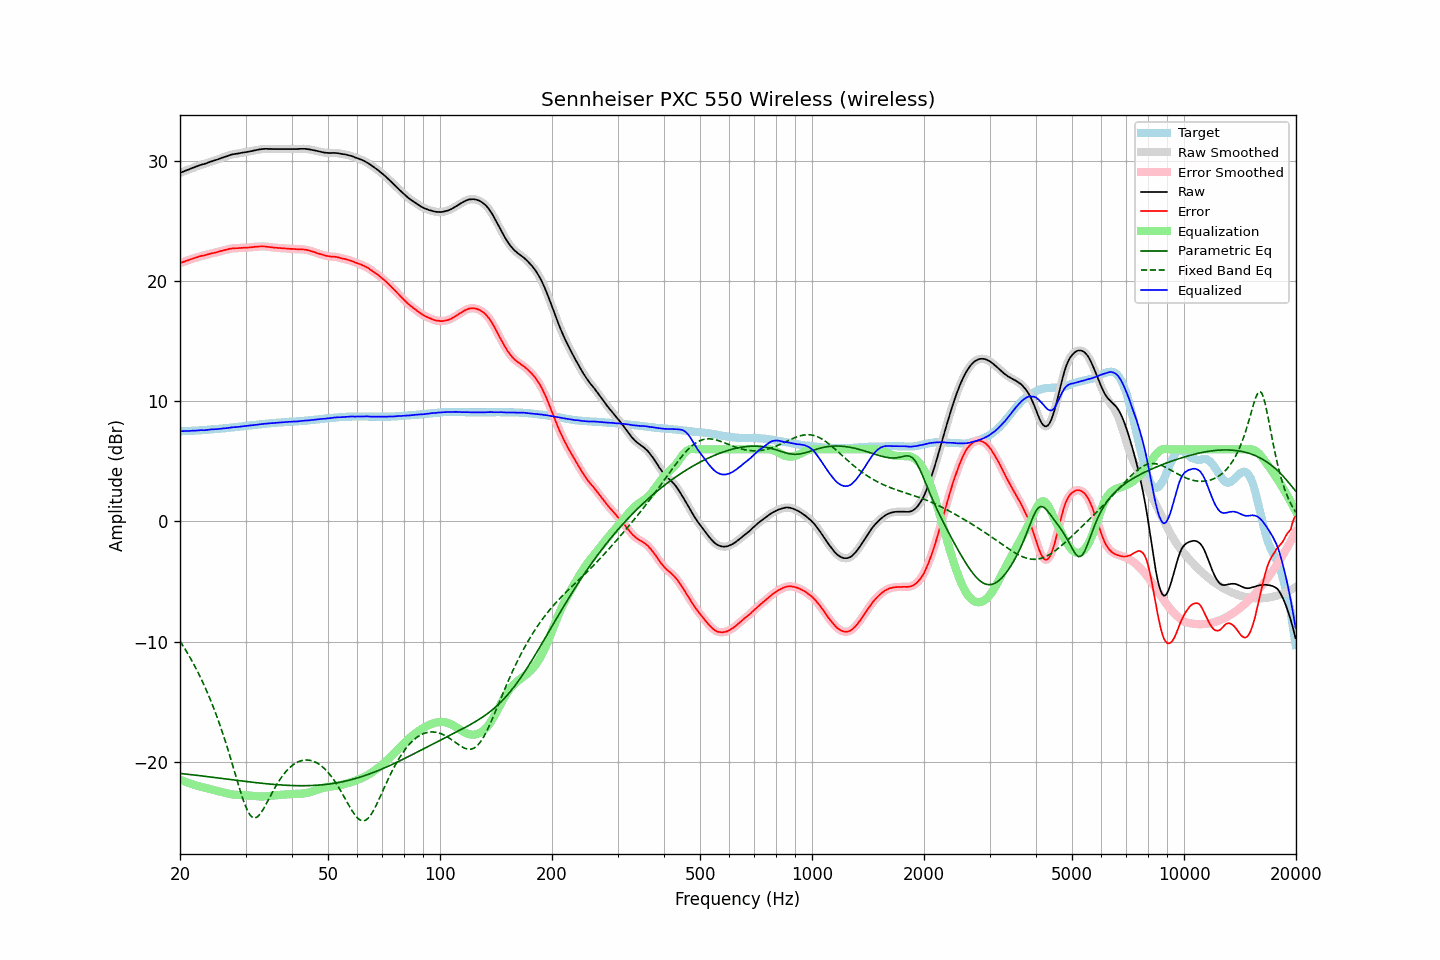 Sennheiser PXC 550 Wireless (wireless)
Amplitude (dBr)
30
20
10
0
−10
−20
Target
Raw Smoothed
Error Smoothed
Raw
Error
Equalization
Parametric Eq
Fixed Band Eq
Equalized
20 50 100 200 500 1000 2000 5000 10000 20000
Frequency (Hz)